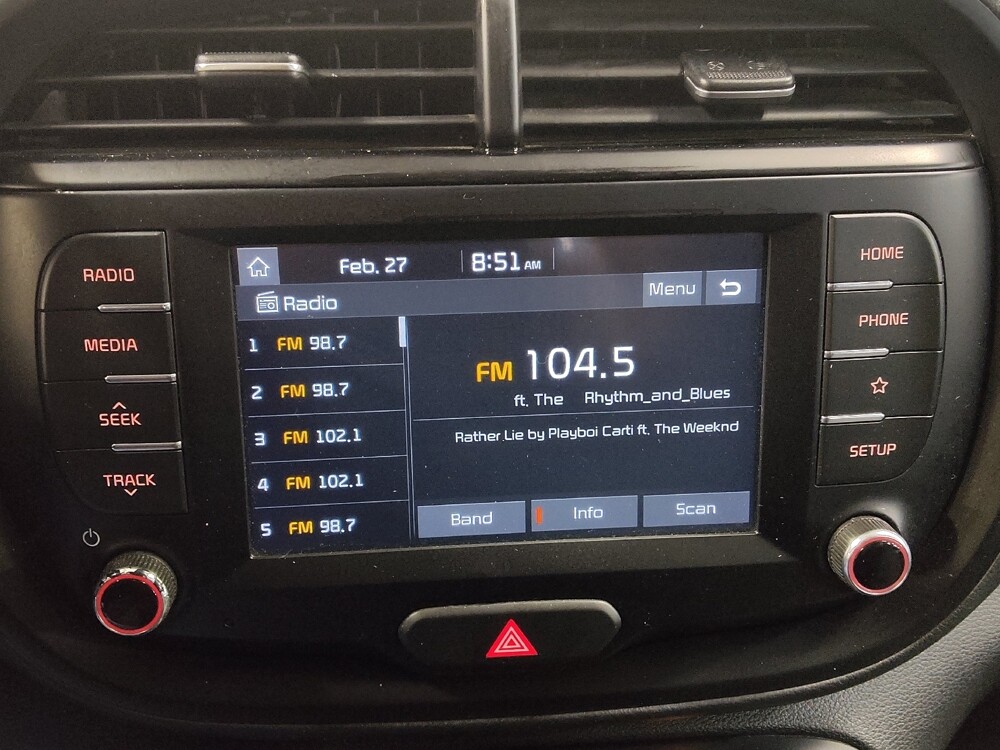 Feb. 27 8:51 AM
Radio Menu
1 FM 98.7
2 FM 98.7
3 FM 102.1
4 FM 102.1
5 FM 98.7
FM 104.5
ft. The Rhythm_and_Blues
Rather Lie by Playboi Carti ft. The Weeknd
Band Info Scan
RADIO
MEDIA
SEEK
TRACK
HOME
PHONE
SETUP